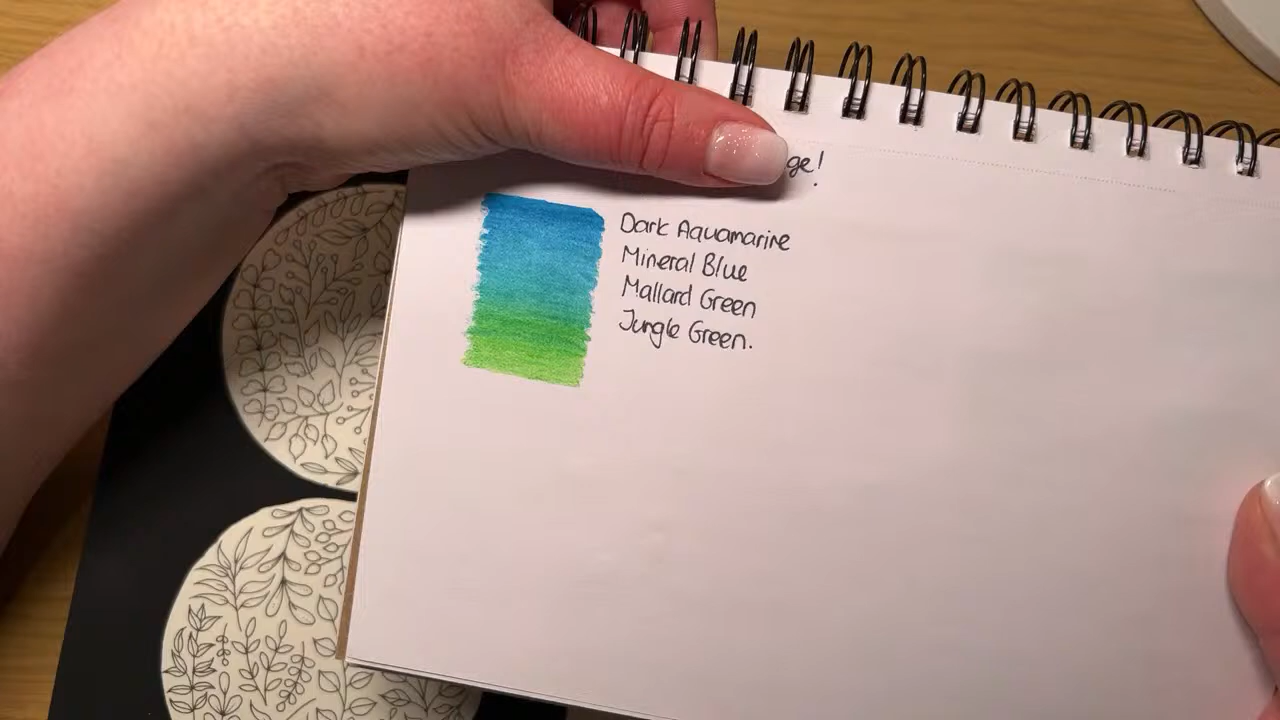 ge!
Dark Aquamarine
Mineral Blue
Mallard Green
Jungle Green.